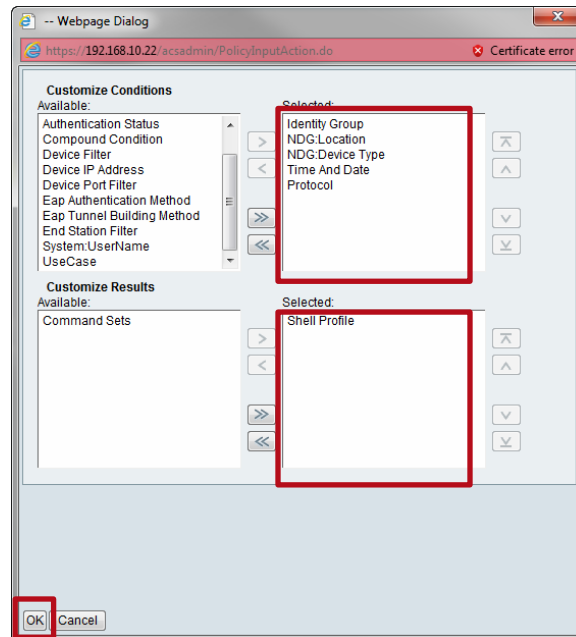 -- Webpage Dialog
https://192.168.10.22/acsadmin/PolicyInputAction.do
Certificate error
Customize Conditions
Available:
Selected:
Authentication Status
Compound Condition
Device Filter
Device IP Address
Device Port Filter
Eap Authentication Method
Eap Tunnel Building Method
End Station Filter
System:UserName
UseCase
Identity Group
NDG:Location
NDG:Device Type
Time And Date
Protocol
Customize Results
Available:
Selected:
Command Sets
Shell Profile
OK
Cancel